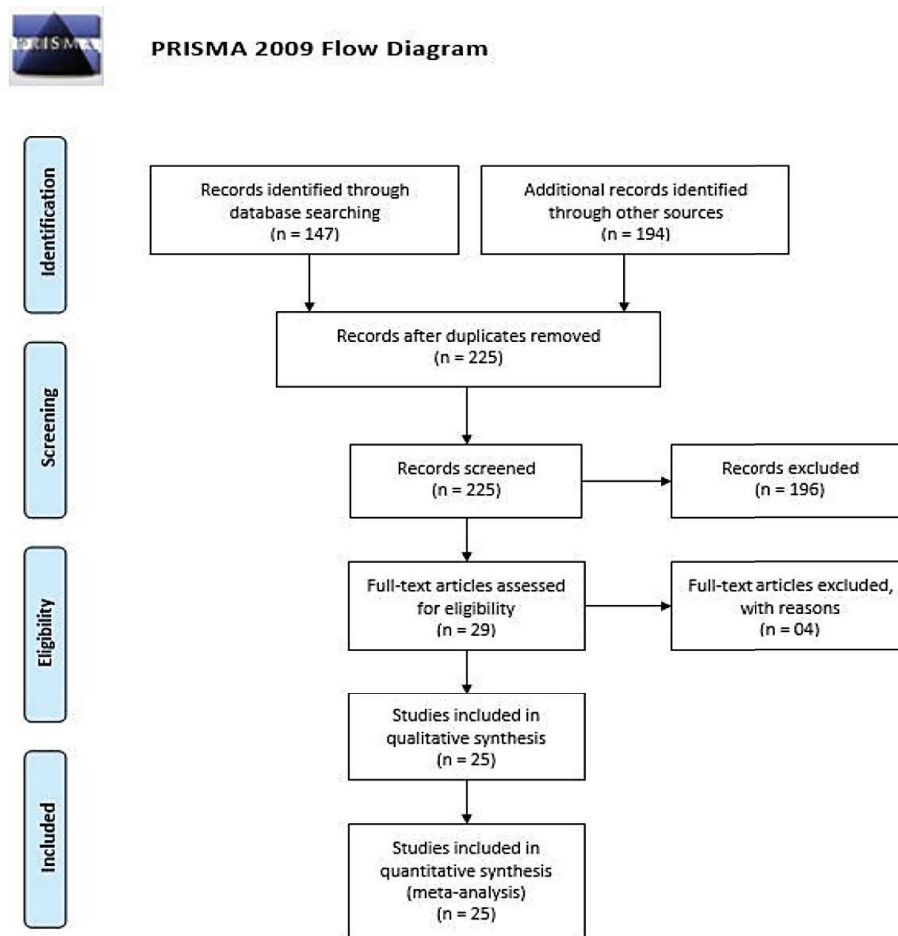 PRISMA
PRISMA 2009 Flow Diagram
Identification
Records identified through
database searching
(n = 147)
Additional records identified
through other sources
(n = 194)
Records after duplicates removed
(n = 225)
Screening
Records screened
(n = 225)
Records excluded
(n = 196)
Eligibility
Full-text articles assessed
for eligibility
(n = 29)
Full-text articles excluded,
with reasons
(n = 04)
Studies included in
qualitative synthesis
(n = 25)
Included
Studies included in
quantitative synthesis
(meta-analysis)
(n = 25)